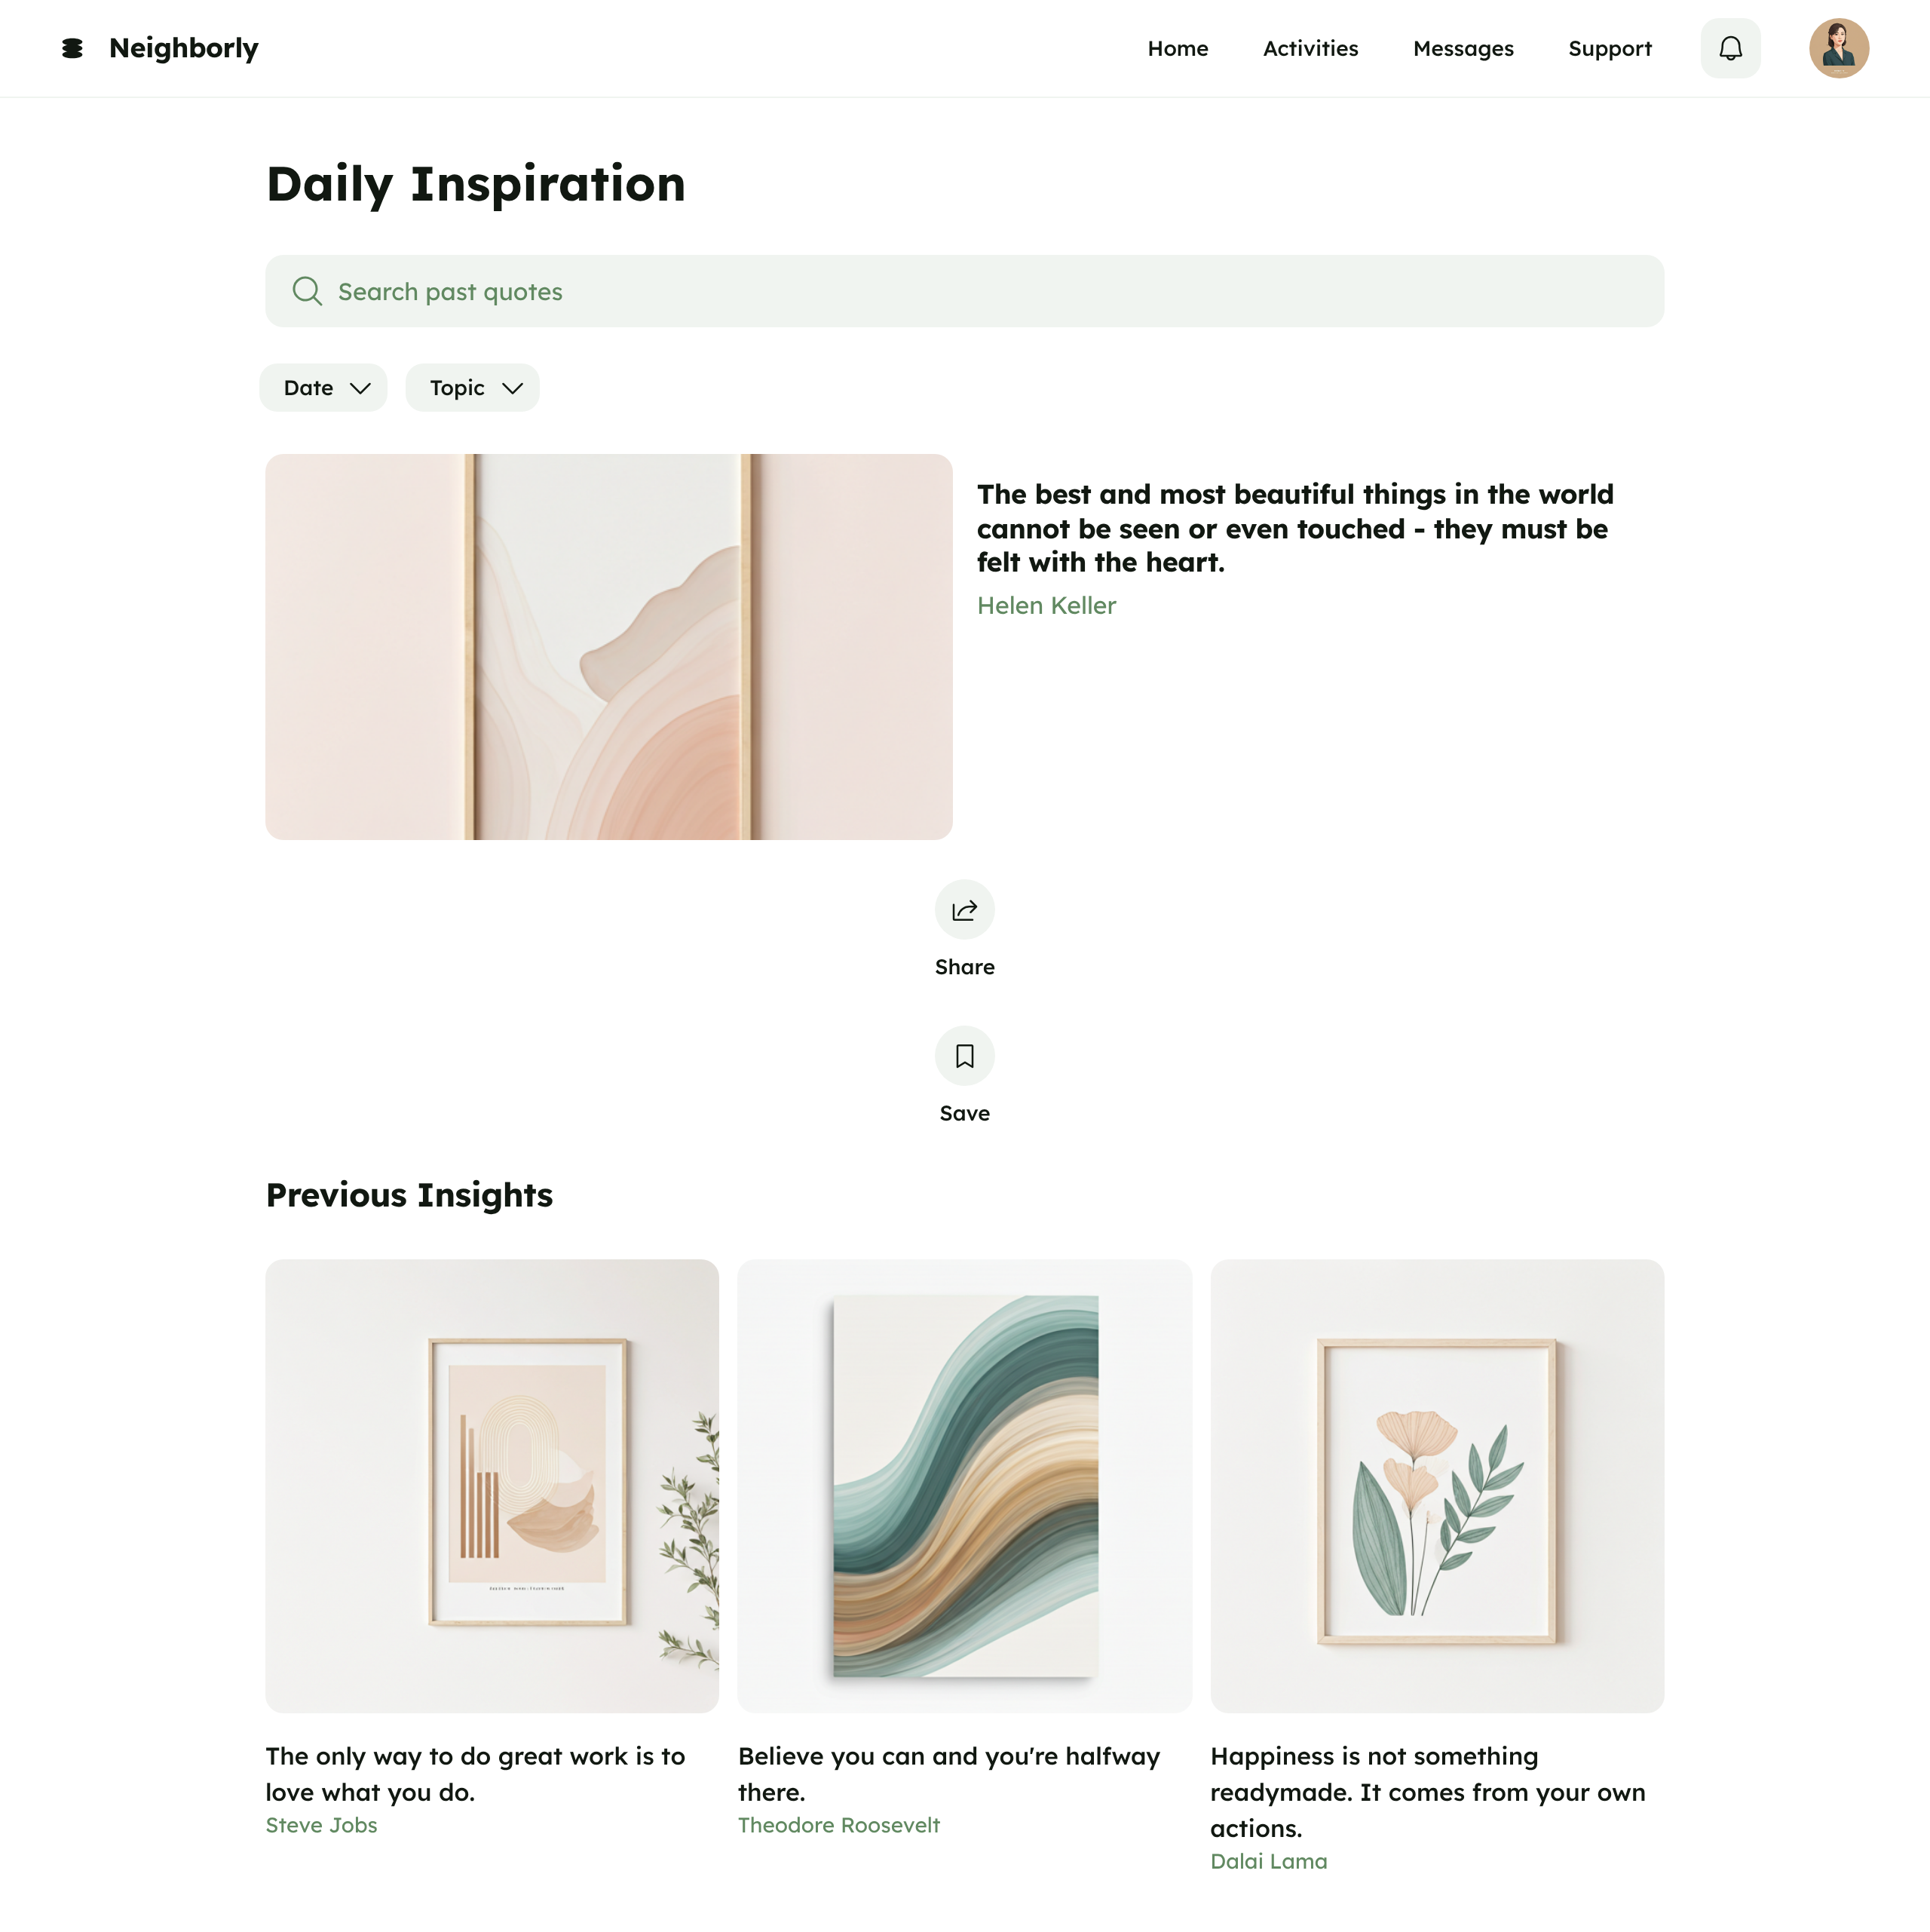 Neighborly
Home
Activities
Messages
Support
Daily Inspiration
Search past quotes
Date
Topic
The best and most beautiful things in the world
cannot be seen or even touched - they must be
felt with the heart.
Helen Keller
Share
Save
Previous Insights
The only way to do great work is to
love what you do.
Steve Jobs
Believe you can and you're halfway
there.
Theodore Roosevelt
Happiness is not something
readymade. It comes from your own
actions.
Dalai Lama